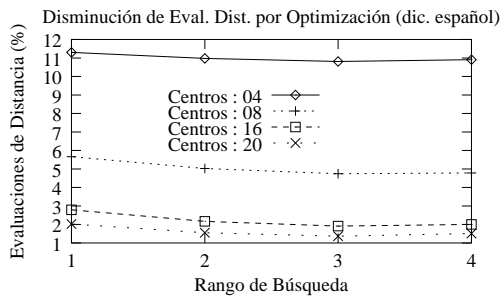 Disminución de Eval. Dist. por Optimización (dic. español)
Evaluaciones de Distancia (%)
12
11
10
9
8
7
6
5
4
3
2
1
Centros : 04
Centros : 08
Centros : 16
Centros : 20
1 2 3 4
Rango de Búsqueda